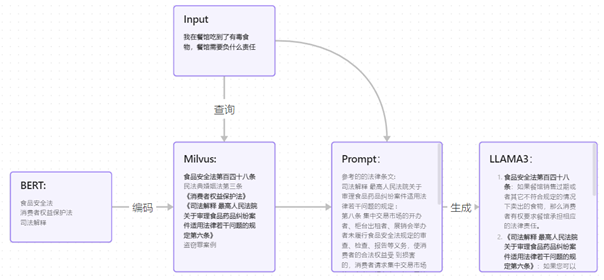 Input
我在餐馆吃到了有毒食
物，餐馆需要负什么责任
查询
BERT:
食品安全法
消费者权益保护法
司法解释
编码
Milvus:
食品安全法第百四十八条
民法典婚姻法第三条
《消费者权益保护法》
《司法解释 最高人民法院
关于审理食品药品纠纷案
件适用法律若干问题的规
定第六条》
盗窃罪案例
Prompt:
参考的的法律条文:
司法解释 最高人民法院关于
审理食品药品纠纷案件适用法
律若干问题的规定:
第八条 集中交易市场的开办
者、柜台出租者、展销会举办
者未履行食品安全法规定的审
查、检查、报告等义务，使消
费者的合法权益受 到损害
的，消费者请求集中交易市场
生成
LLAMA3:
1. 食品安全法第百四十八
条：如果餐馆销售过期或
者其它不符合规定的情况
下卖出的食物，那么消费
者有权要求餐馆承担相应
的法律责任。
2. 《司法解释 最高人民法院
关于审理食品药品纠纷案
件适用法律若干问题的规
定第六条》：如果您可以